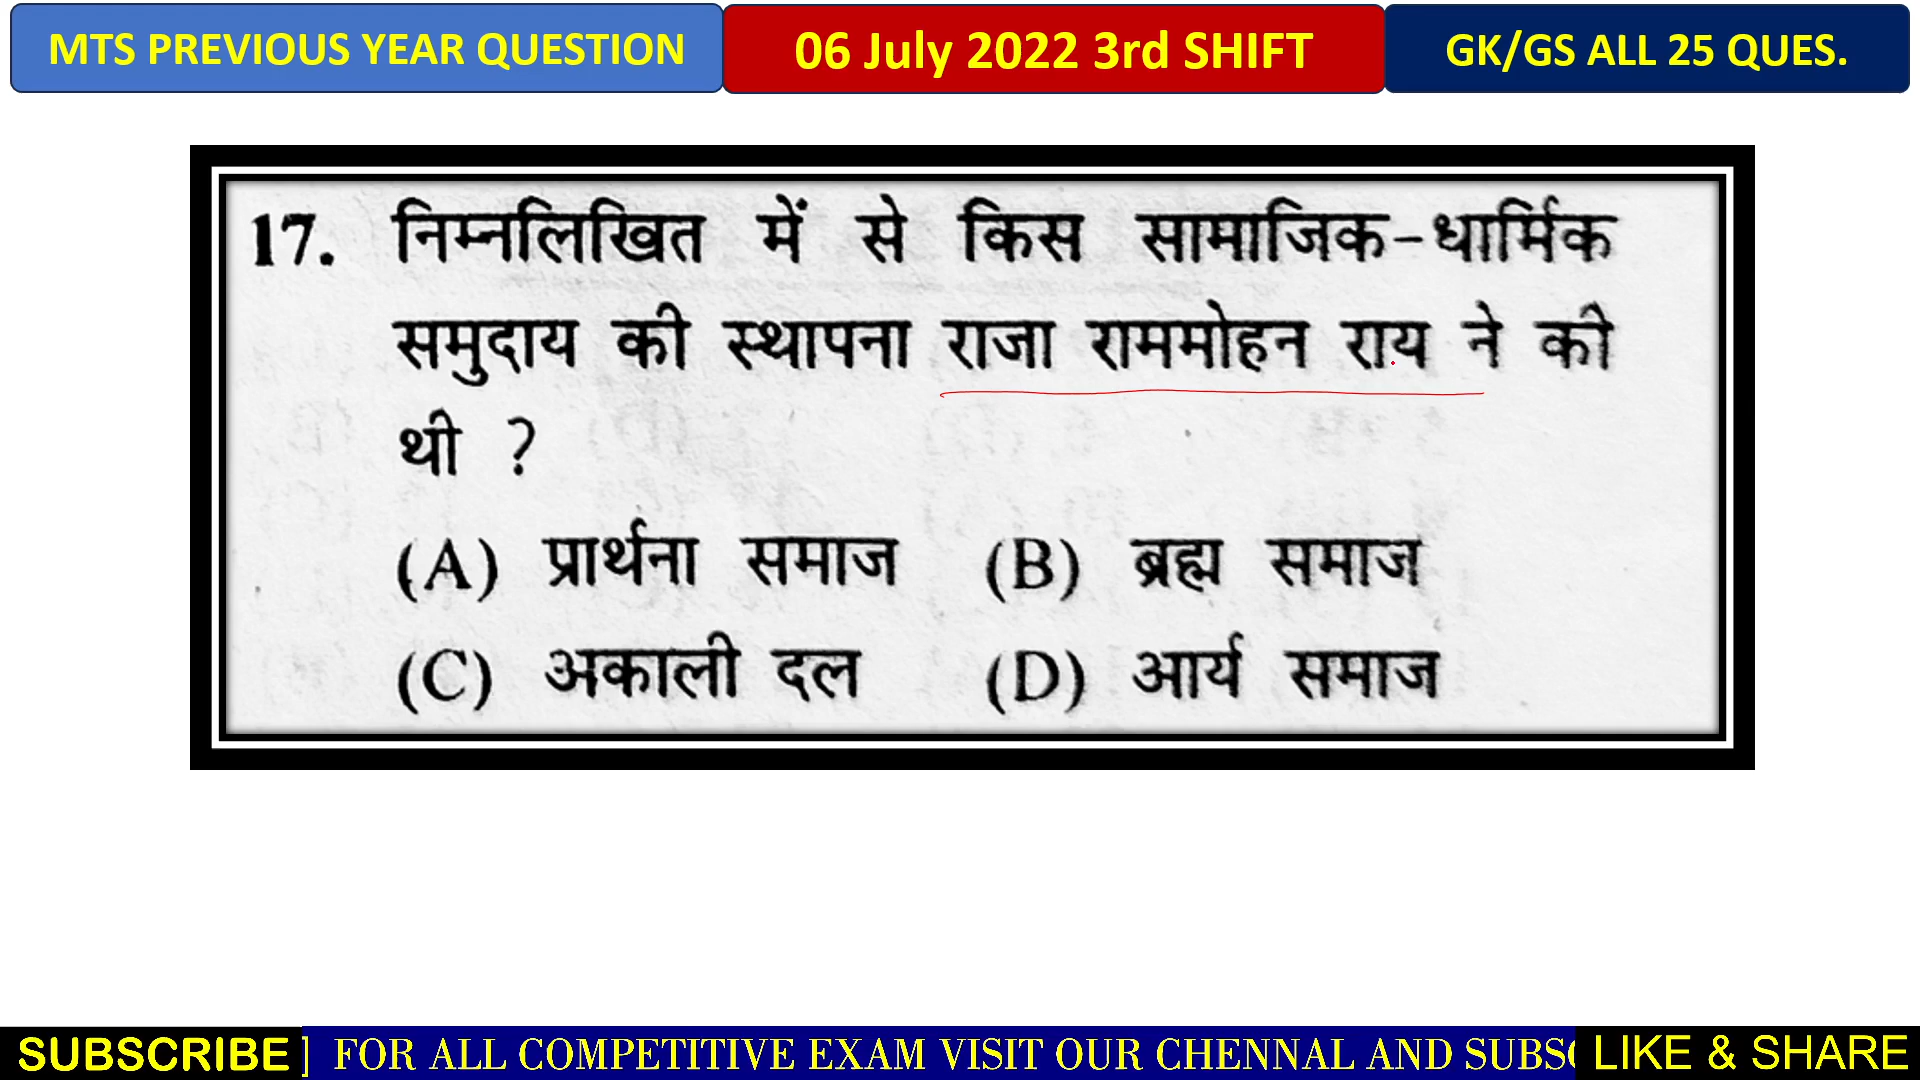 MTS PREVIOUS YEAR QUESTION
06 July 2022 3rd SHIFT
GK/GS ALL 25 QUES.
17. निम्नलिखित में से किस सामाजिक-धार्मिक
समुदाय की स्थापना राजा राममोहन राय ने की
थी ?
(A) प्रार्थना समाज (B) ब्रह्म समाज
(C) अकाली दल (D) आर्य समाज
SUBSCRIBE ] FOR ALL COMPETITIVE EXAM VISIT OUR CHENNAL AND SUBSC LIKE & SHARE